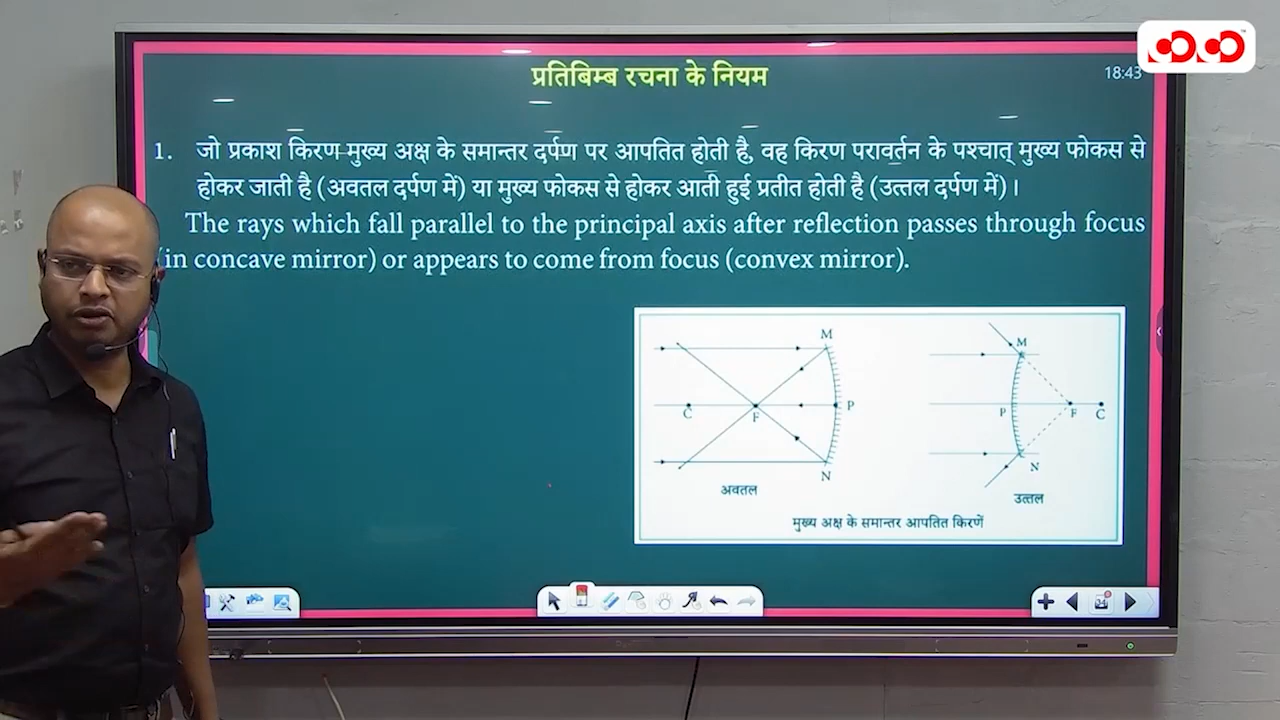 प्रतिबिम्ब रचना के नियम
18:43
1. जो प्रकाश किरण मुख्य अक्ष के समान्तर दर्पण पर आपतित होती है, वह किरण परावर्तन के पश्चात् मुख्य फोकस से
होकर जाती है (अवतल दर्पण में) या मुख्य फोकस से होकर आती हुई प्रतीत होती है (उत्तल दर्पण में)।
The rays which fall parallel to the principal axis after reflection passes through focus
(in concave mirror) or appears to come from focus (convex mirror).
M
C
F
P
N
अवतल
M
P
F
C
N
उत्तल
मुख्य अक्ष के समान्तर आपतित किरणें